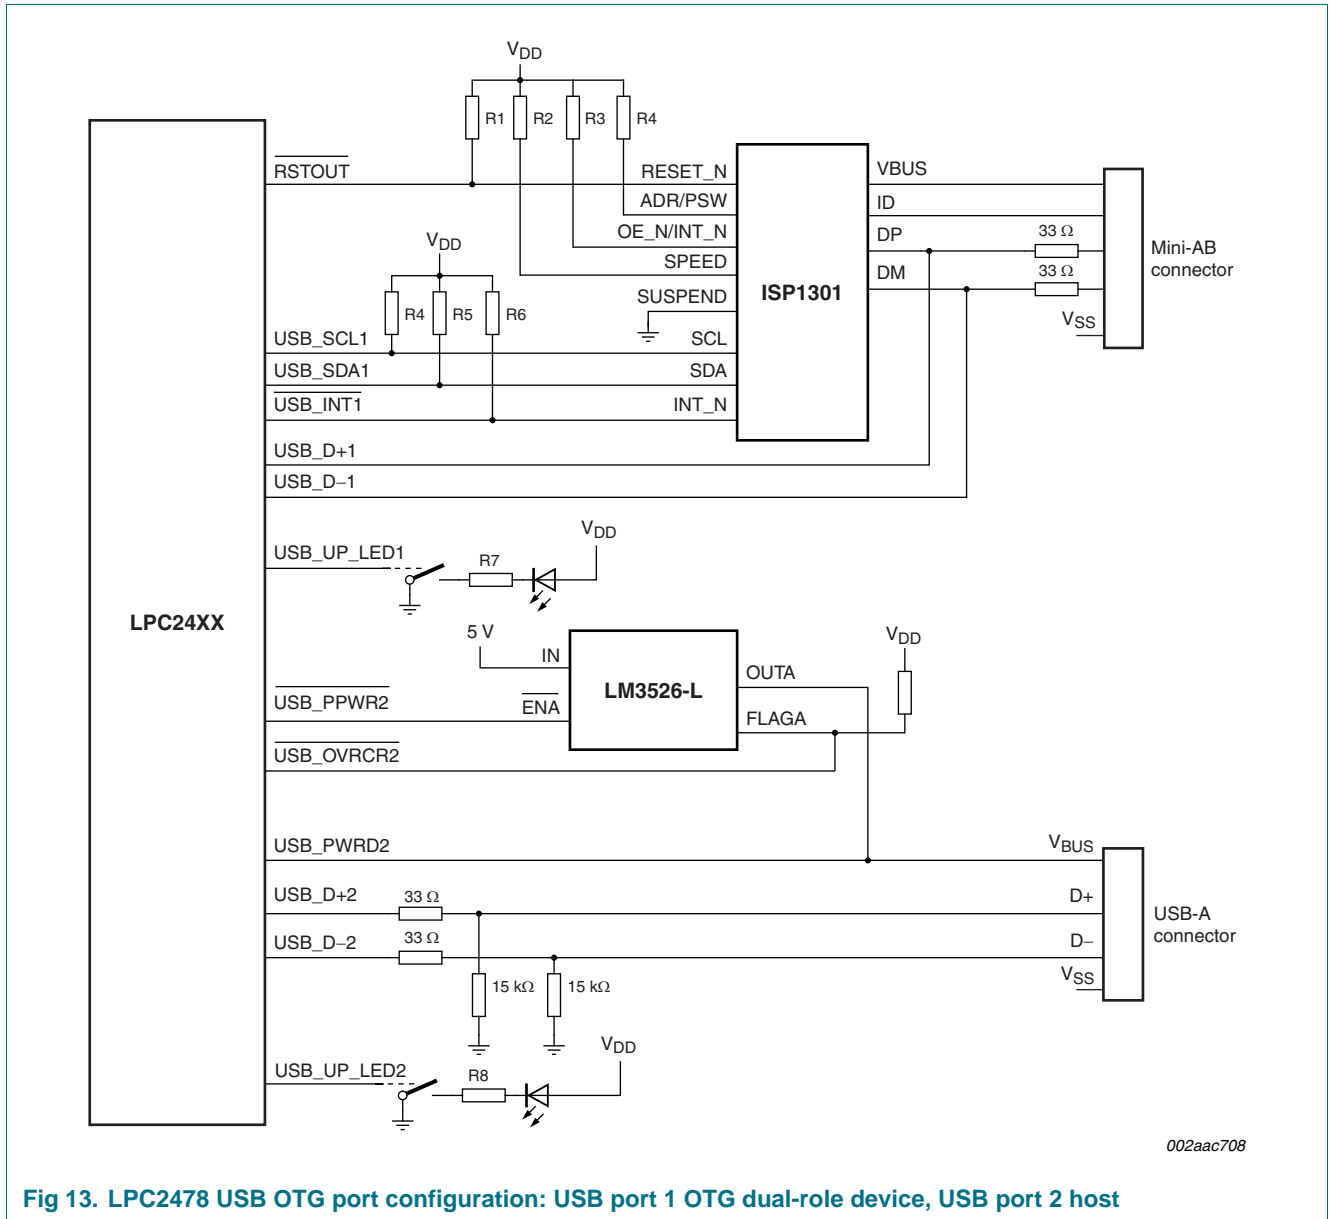 VDD
R1
R2
R3
R4
RSTOUT
RESET_N
ADR/PSW
OE_N/INT_N
SPEED
SUSPEND
SCL
SDA
INT_N
ISP1301
VBUS
ID
DP
DM
33 Ω
33 Ω
VSS
Mini-AB
connector
VDD
R4
R5
R6
USB_SCL1
USB_SDA1
USB_INT1
USB_D+1
USB_D−1
USB_UP_LED1
R7
VDD
LPC24XX
5 V
IN
ENA
LM3526-L
OUTA
FLAGA
VDD
USB_PPWR2
USB_OVRCR2
USB_PWRD2
USB_D+2
33 Ω
USB_D−2
33 Ω
15 kΩ
15 kΩ
VBUS
D+
D−
VSS
USB-A
connector
USB_UP_LED2
R8
VDD
002aac708
Fig 13. LPC2478 USB OTG port configuration: USB port 1 OTG dual-role device, USB port 2 host